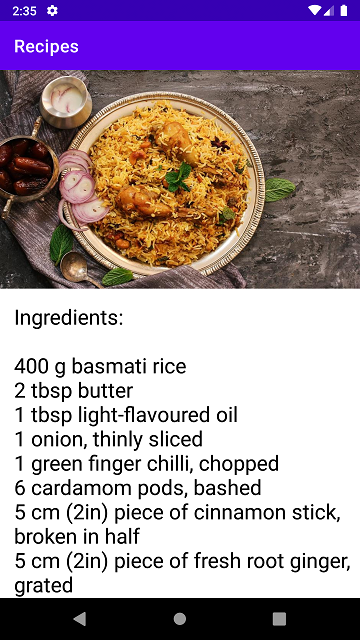 2:35
Recipes
Ingredients:
400 g basmati rice
2 tbsp butter
1 tbsp light-flavoured oil
1 onion, thinly sliced
1 green finger chilli, chopped
6 cardamom pods, bashed
5 cm (2in) piece of cinnamon stick,
broken in half
5 cm (2in) piece of fresh root ginger,
grated